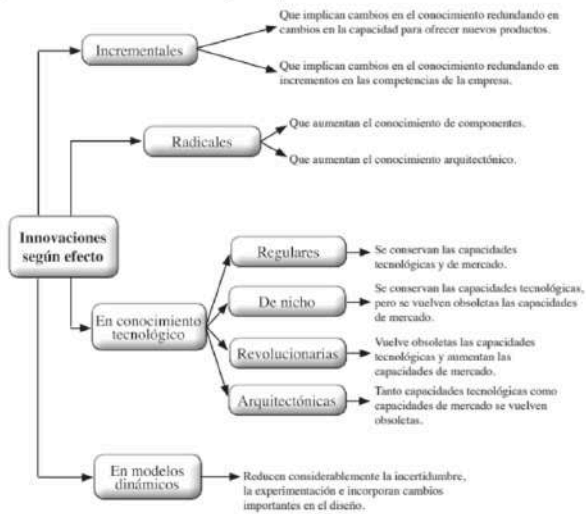 Que implican cambios en el conocimiento redundando en
cambios en la capacidad para ofrecer nuevos productos.
Incrementales
Que implican cambios en el conocimiento redundando en
incrementos en las competencias de la empresa.
Que aumentan el conocimiento de componentes.
Radicales
Que aumentan el conocimiento arquitectónico.
Innovaciones
según efecto
Regulares
Se conservan las capacidades
tecnológicas y de mercado.
De nicho
Se conservan las capacidades tecnológicas,
pero se vuelven obsoletas las capacidades
de mercado.
En conocimiento
tecnológico
Revolucionarias
Vuelve obsoletas las capacidades
tecnológicas y aumentan las
capacidades de mercado.
Arquitectónicas
Tanto capacidades tecnológicas como
capacidades de mercado se vuelven
obsoletas.
En modelos
dinámicos
Reducen considerablemente la incertidumbre,
la experimentación e incorporan cambios
importantes en el diseño.